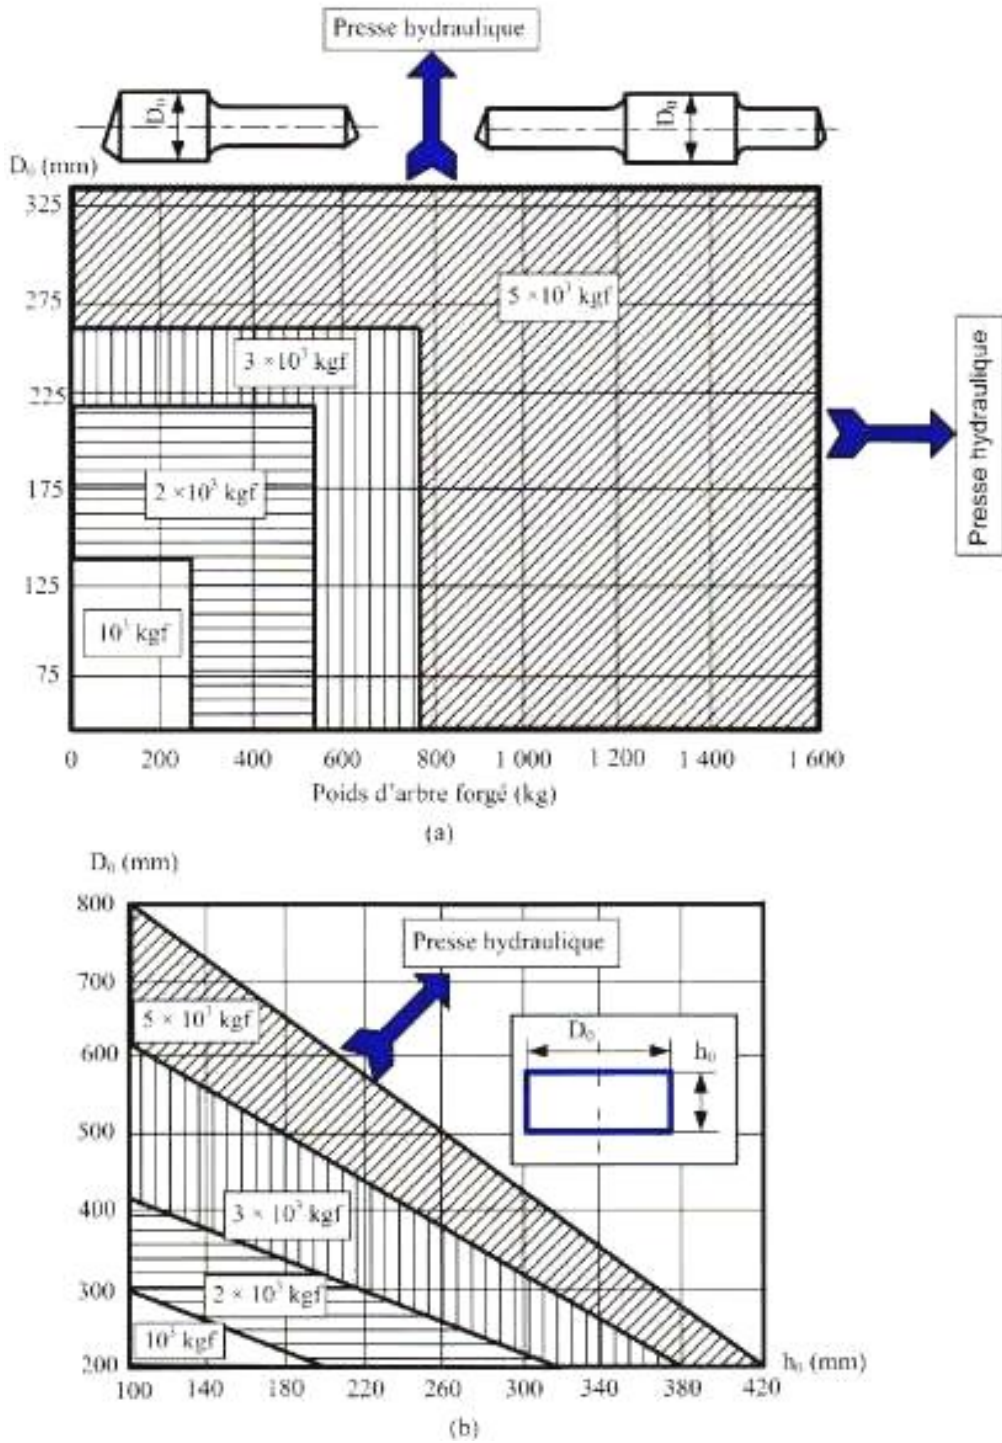 Presse hydraulique
D₀
D₀
D₀ (mm)
325
275
5 ×10³ kgf
3 ×10³ kgf
225
175
2 ×10³ kgf
125
10³ kgf
75
0 200 400 600 800 1 000 1 200 1 400 1 600
Poids d'arbre forgé (kg)
(a)
Presse hydraulique
D₀ (mm)
800
Presse hydraulique
700
5 × 10³ kgf
D₀
h₀
600
500
400
3 × 10³ kgf
300
2 × 10³ kgf
10³ kgf
200
h₀ (mm)
100 140 180 220 260 300 340 380 420
(b)